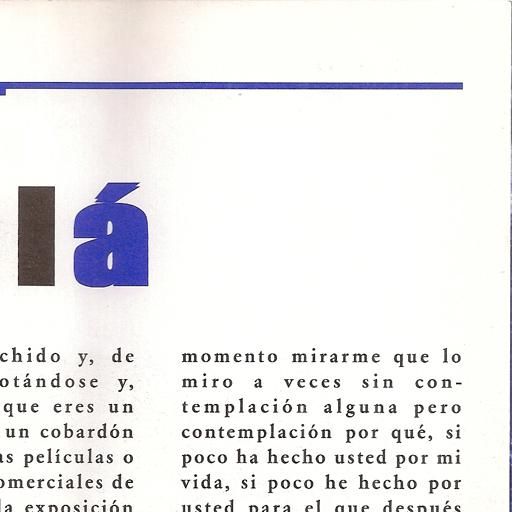 lá
chido y, de
otándose y,
que eres un
un cobardón
as películas o
omerciales de
la exposición
momento mirarme que lo
miro a veces sin con-
templación alguna pero
contemplación por qué, si
poco ha hecho usted por mi
vida, si poco he hecho por
usted para el que después